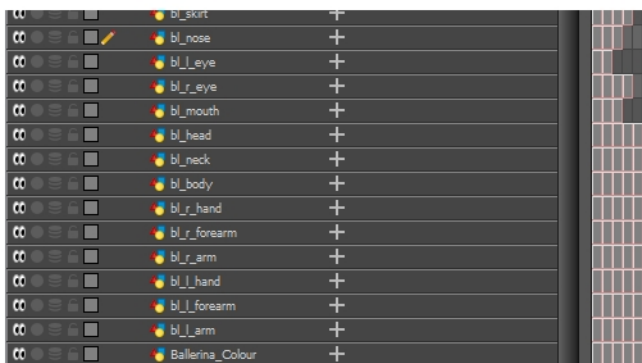 bl_skirt
bl_nose
bl_l_eye
bl_r_eye
bl_mouth
bl_head
bl_neck
bl_body
bl_r_hand
bl_r_forearm
bl_r_arm
bl_l_hand
bl_l_forearm
bl_l_arm
Ballerina_Colour